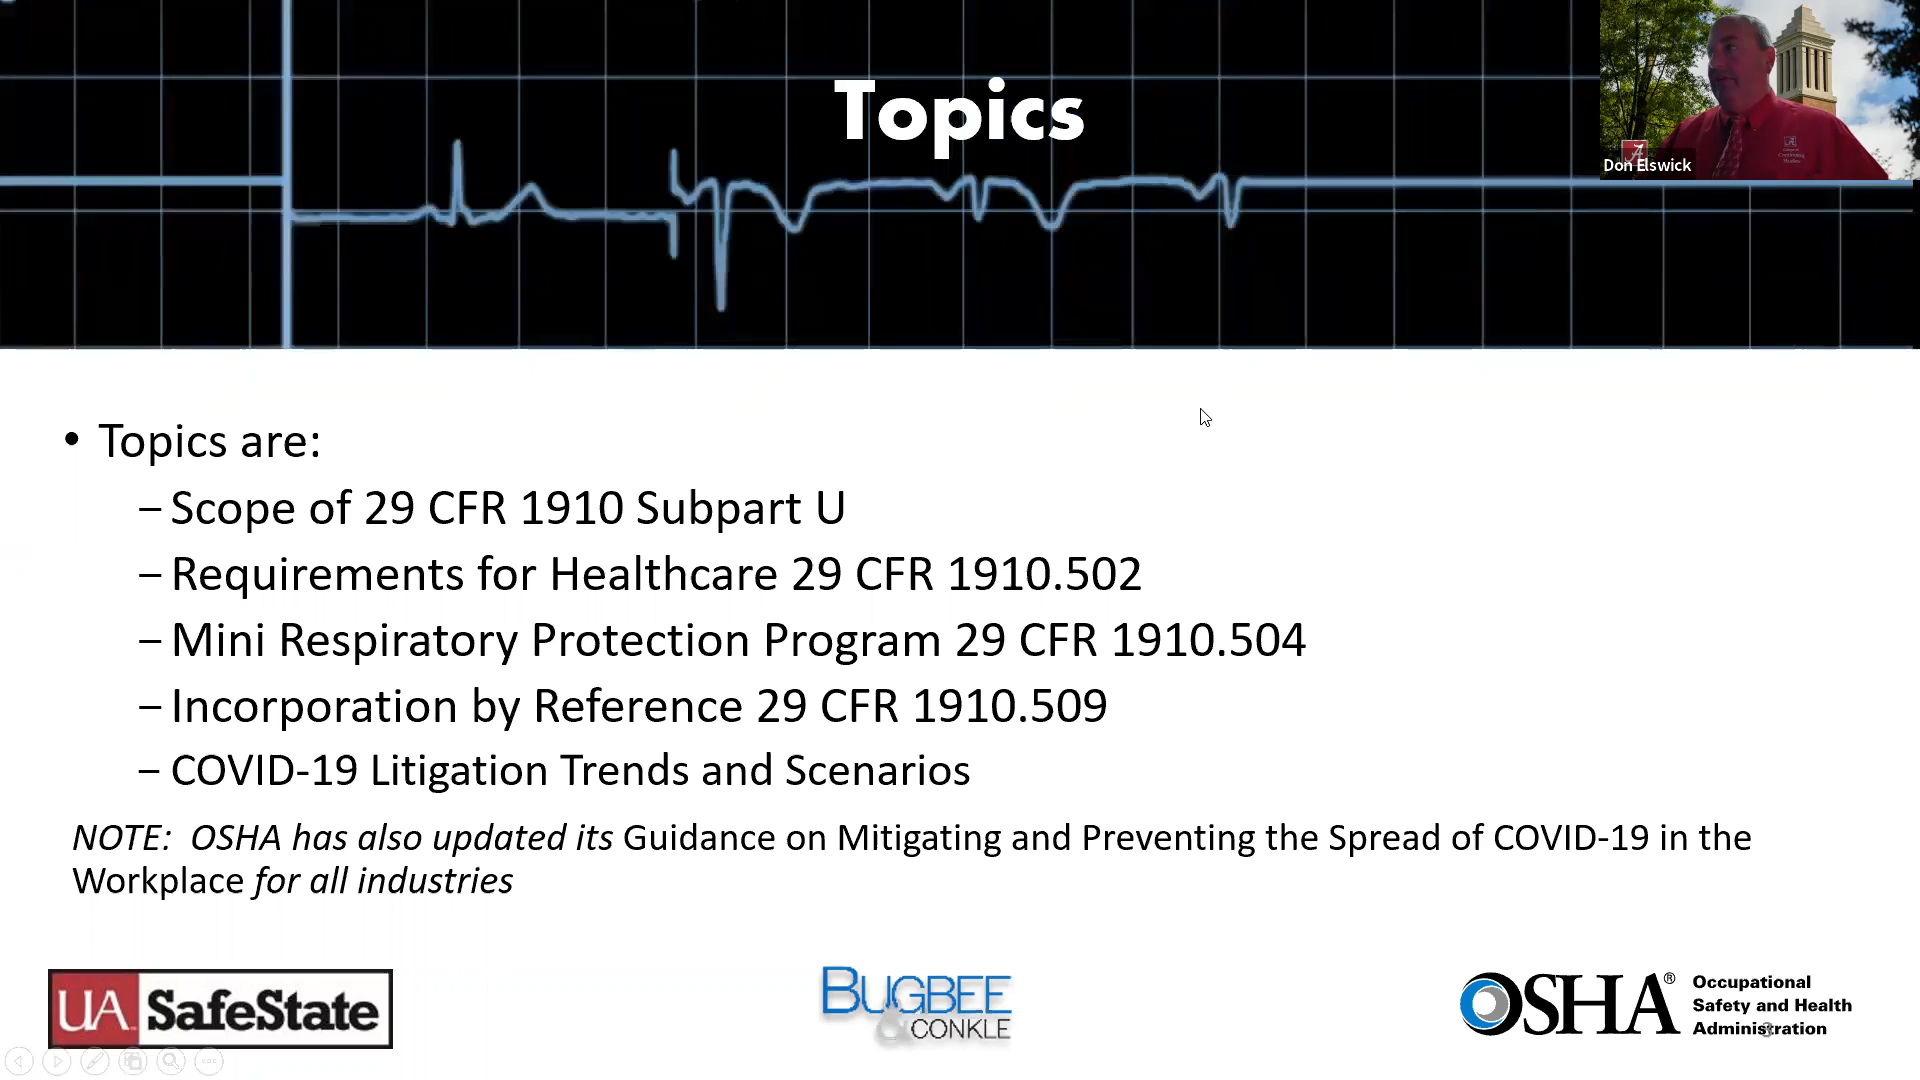 Topics
Don Elswick
• Topics are:
– Scope of 29 CFR 1910 Subpart U
– Requirements for Healthcare 29 CFR 1910.502
– Mini Respiratory Protection Program 29 CFR 1910.504
– Incorporation by Reference 29 CFR 1910.509
– COVID-19 Litigation Trends and Scenarios
NOTE:  OSHA has also updated its Guidance on Mitigating and Preventing the Spread of COVID-19 in the
Workplace for all industries
UA SafeState
BUGBEE
& CONKLE
OSHA®
Occupational
Safety and Health
Administration
3